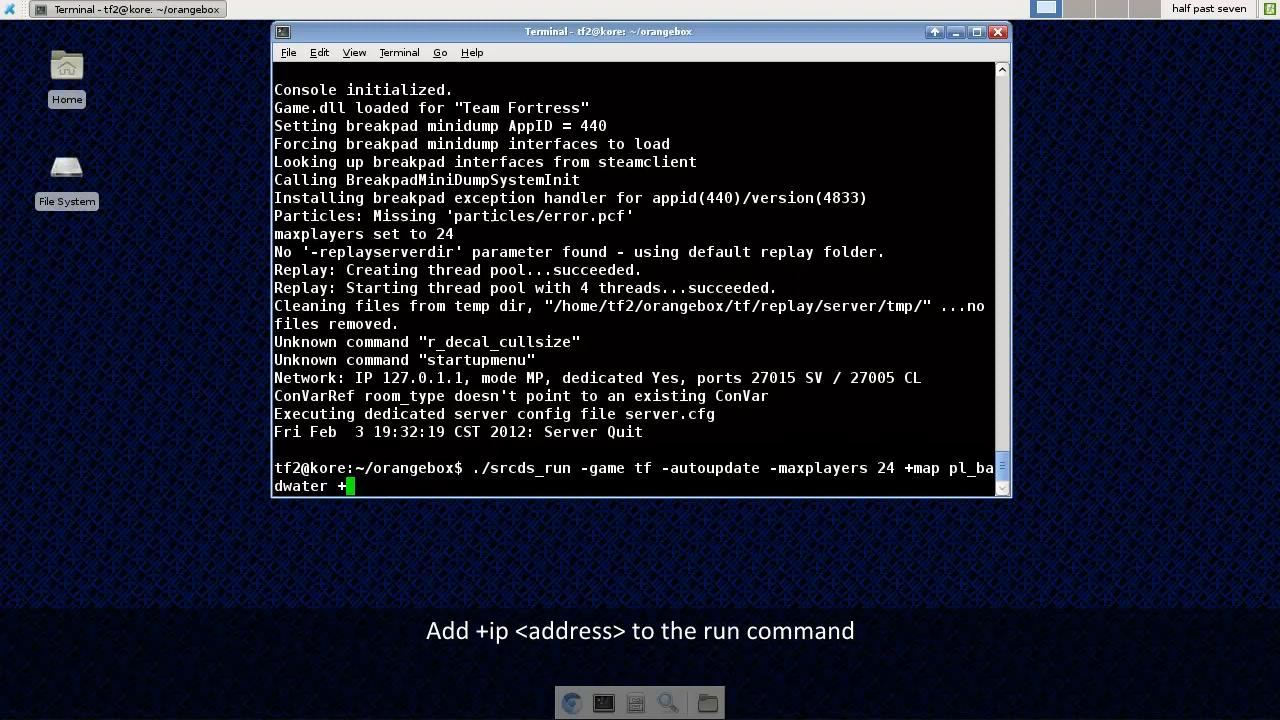 Terminal - tf2@kore: ~/orangebox
half past seven
Terminal - tf2@kore: ~/orangebox
File Edit View Terminal Go Help
Home
File System
Console initialized.
Game.dll loaded for "Team Fortress"
Setting breakpad minidump AppID = 440
Forcing breakpad minidump interfaces to load
Looking up breakpad interfaces from steamclient
Calling BreakpadMiniDumpSystemInit
Installing breakpad exception handler for appid(440)/version(4833)
Particles: Missing 'particles/error.pcf'
maxplayers set to 24
No '-replayserverdir' parameter found - using default replay folder.
Replay: Creating thread pool...succeeded.
Replay: Starting thread pool with 4 threads...succeeded.
Cleaning files from temp dir, "/home/tf2/orangebox/tf/replay/server/tmp/" ...no
files removed.
Unknown command "r_decal_cullsize"
Unknown command "startupmenu"
Network: IP 127.0.1.1, mode MP, dedicated Yes, ports 27015 SV / 27005 CL
ConVarRef room_type doesn't point to an existing ConVar
Executing dedicated server config file server.cfg
Fri Feb  3 19:32:19 CST 2012: Server Quit
tf2@kore:~/orangebox$ ./srcds_run -game tf -autoupdate -maxplayers 24 +map pl_ba
dwater +
Add +ip <address> to the run command